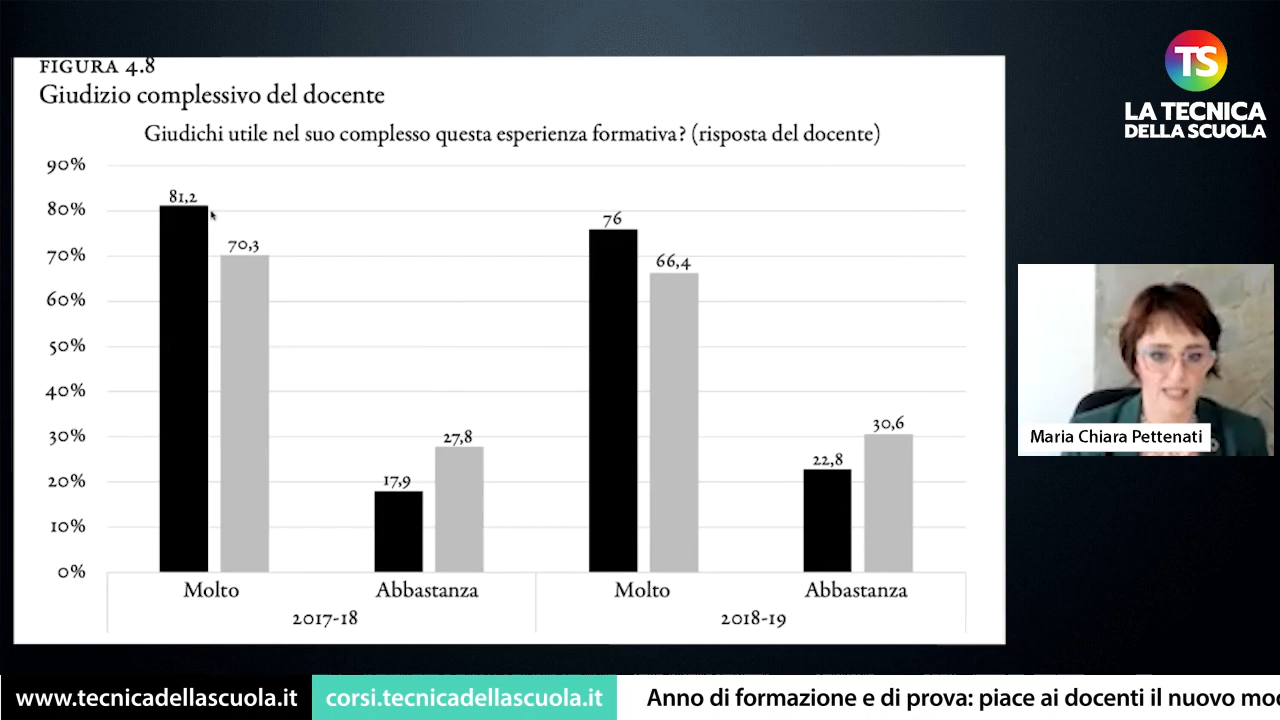 FIGURA 4.8
Giudizio complessivo del docente
Giudichi utile nel suo complesso questa esperienza formativa? (risposta del docente)
90%
80%
70%
60%
50%
40%
30%
20%
10%
0%
81,2
70,3
17,9
27,8
76
66,4
22,8
30,6
Molto
Abbastanza
Molto
Abbastanza
2017-18
2018-19
TS
LA TECNICA
DELLA SCUOLA
Maria Chiara Pettenati
www.tecnicadellascuola.it
corsi.tecnicadellascuola.it
Anno di formazione e di prova: piace ai docenti il nuovo mo